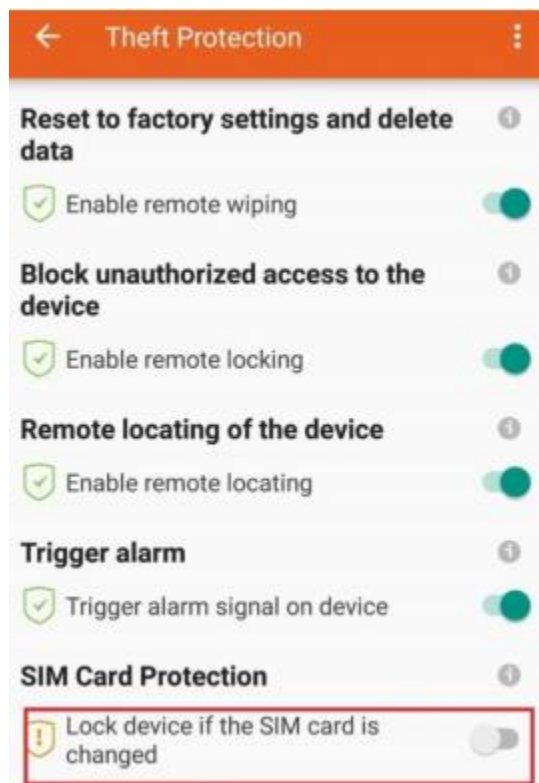 Theft Protection
Reset to factory settings and delete
data
Enable remote wiping
Block unauthorized access to the
device
Enable remote locking
Remote locating of the device
Enable remote locating
Trigger alarm
Trigger alarm signal on device
SIM Card Protection
Lock device if the SIM card is
changed